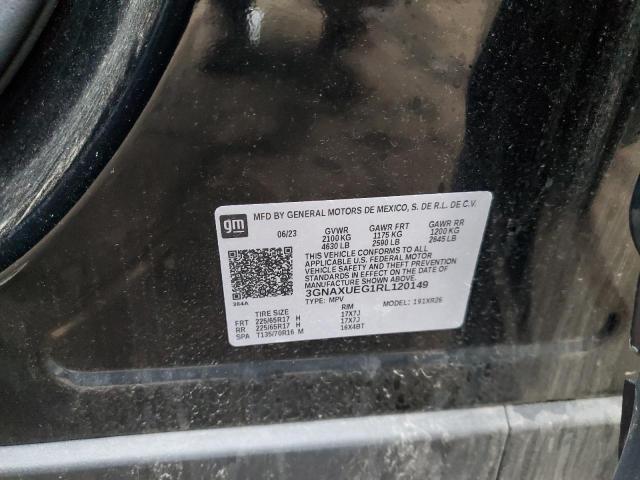 gm
MFD BY GENERAL MOTORS DE MEXICO, S. DE R.L. DE C.V.
06/23 GVWR GAWR FRT GAWR RR
2100 KG 1175 KG 1200 KG
4630 LB 2590 LB 2645 LB
THIS VEHICLE CONFORMS TO ALL APPLICABLE
U.S. FEDERAL MOTOR VEHICLE
SAFETY AND THEFT PREVENTION
STANDARDS IN EFFECT ON THE DATE OF
MANUFACTURE SHOWN ABOVE.
3GNAXUEG1RL120149
TYPE: MPV MODEL: 191XR26
384A
TIRE SIZE RIM
FRT 225/65R17 H 17X7J
RR 225/65R17 H 17X7J
SPA T135/70R16 M 16X4BT